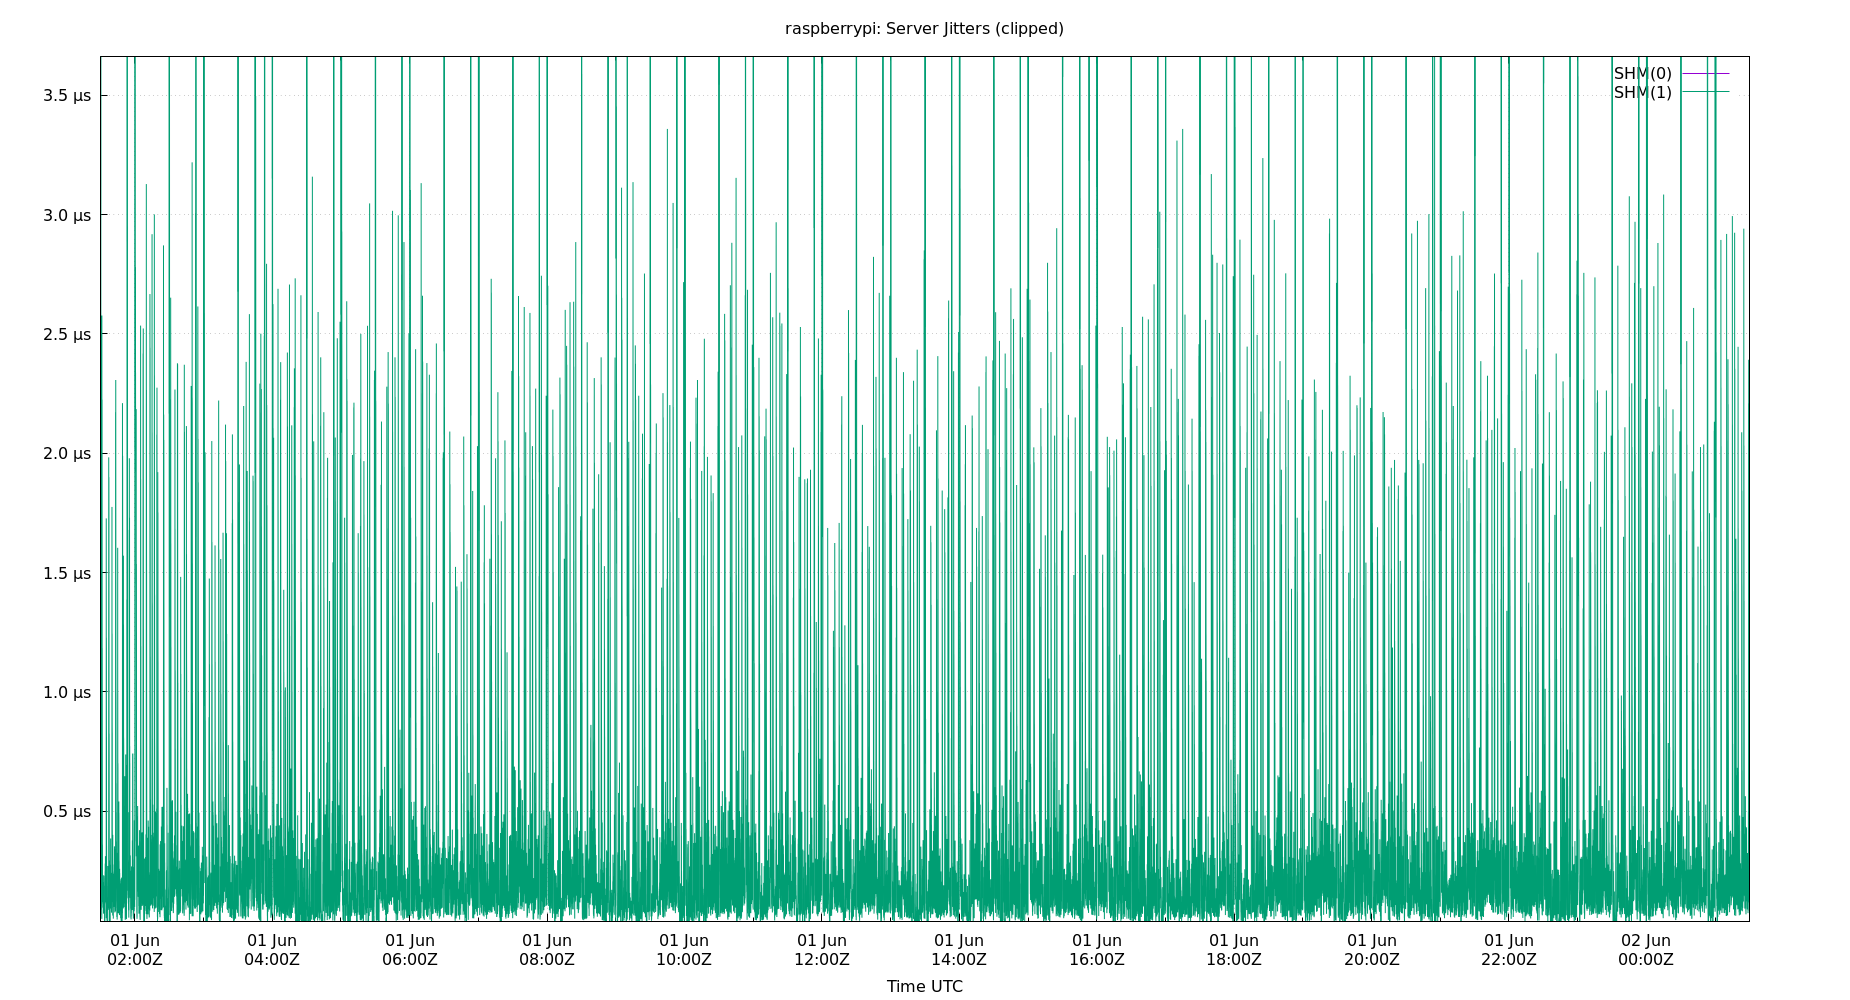 raspberrypi: Server Jitters (clipped)
SHM(0)
SHM(1)
3.5 μs
3.0 μs
2.5 μs
2.0 μs
1.5 μs
1.0 μs
0.5 μs
01 Jun 01 Jun 01 Jun 01 Jun 01 Jun 01 Jun 01 Jun 01 Jun 01 Jun 01 Jun 01 Jun 02 Jun
02:00Z 04:00Z 06:00Z 08:00Z 10:00Z 12:00Z 14:00Z 16:00Z 18:00Z 20:00Z 22:00Z 00:00Z
Time UTC